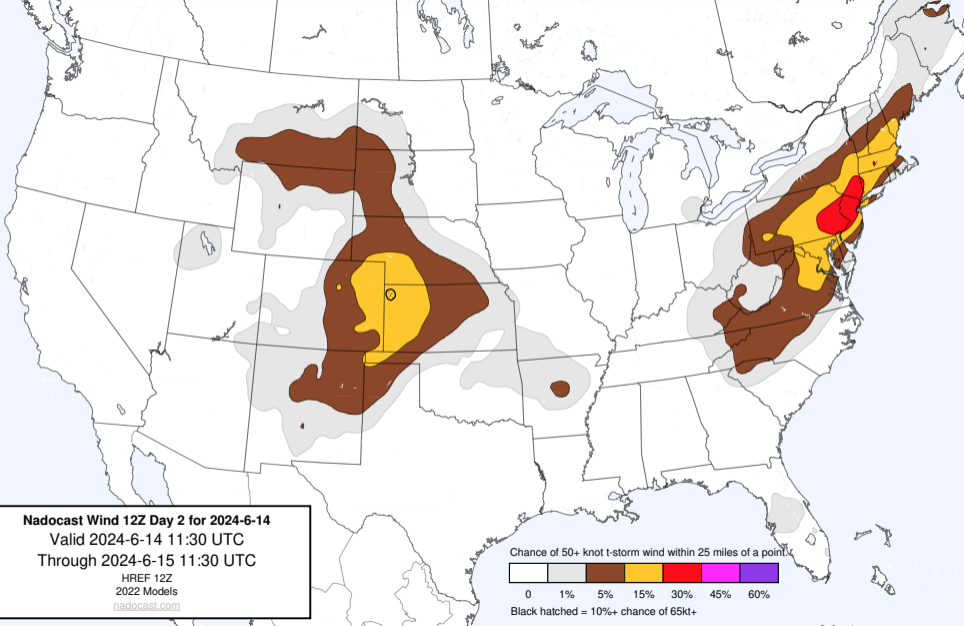 Nadocast Wind 12Z Day 2 for 2024-6-14
Valid 2024-6-14 11:30 UTC
Through 2024-6-15 11:30 UTC
HREF 12Z
2022 Models
nadocast.com
Chance of 50+ knot t-storm wind within 25 miles of a point.
0 1% 5% 15% 30% 45% 60%
Black hatched = 10%+ chance of 65kt+